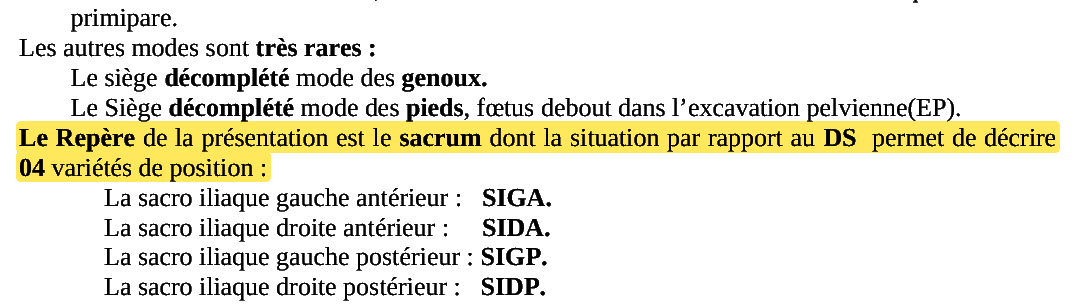 primipare.
Les autres modes sont très rares :
Le siège décomplété mode des genoux.
Le Siège décomplété mode des pieds, fœtus debout dans l’excavation pelvienne(EP).
Le Repère de la présentation est le sacrum dont la situation par rapport au DS permet de décrire
04 variétés de position :
La sacro iliaque gauche antérieur : SIGA.
La sacro iliaque droite antérieur : SIDA.
La sacro iliaque gauche postérieur : SIGP.
La sacro iliaque droite postérieur : SIDP.